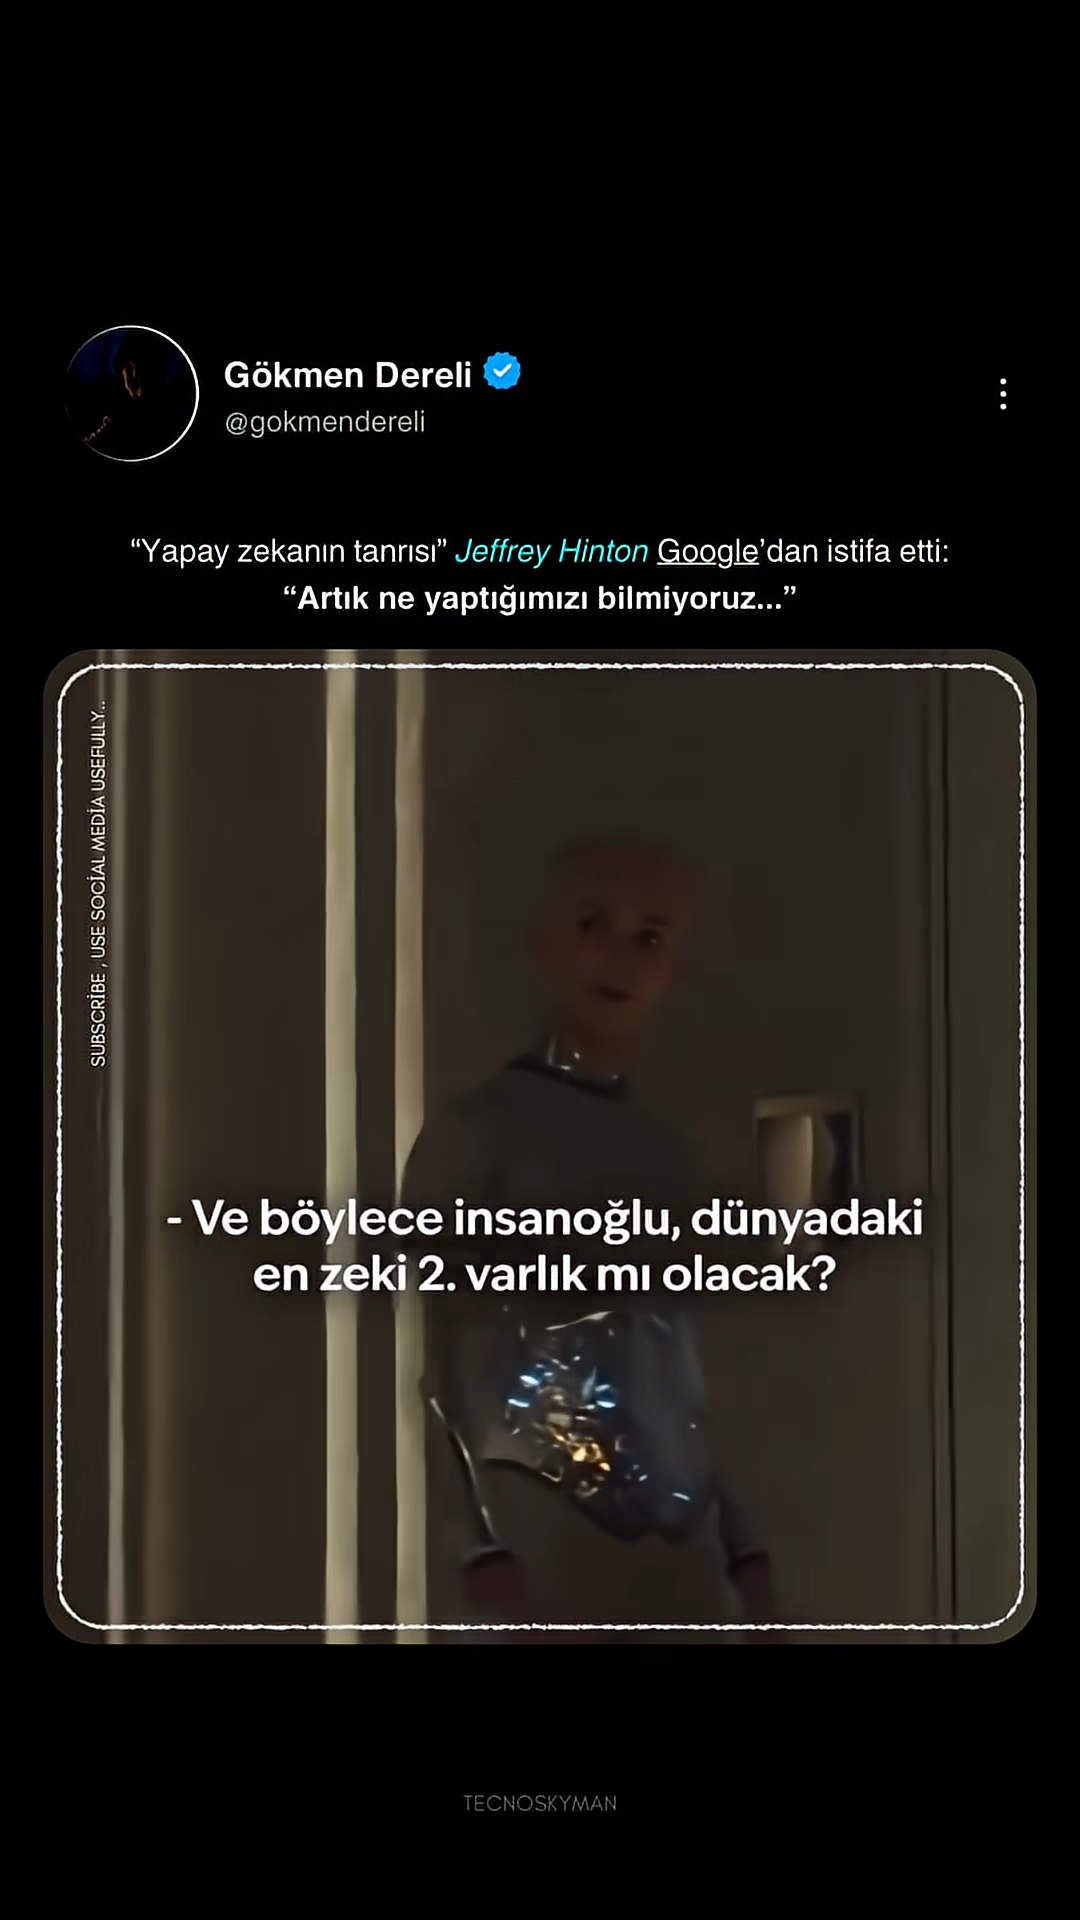 Gökmen Dereli
@gokmendereli
“Yapay zekanın tanrısı” Jeffrey Hinton Google’dan istifa etti:
“Artık ne yaptığımızı bilmiyoruz...”
SUBSCRİBE , USE SOCİAL MEDİA USEFULLY..
- Ve böylece insanoğlu, dünyadaki
en zeki 2. varlık mı olacak?
TECNOSKYMAN